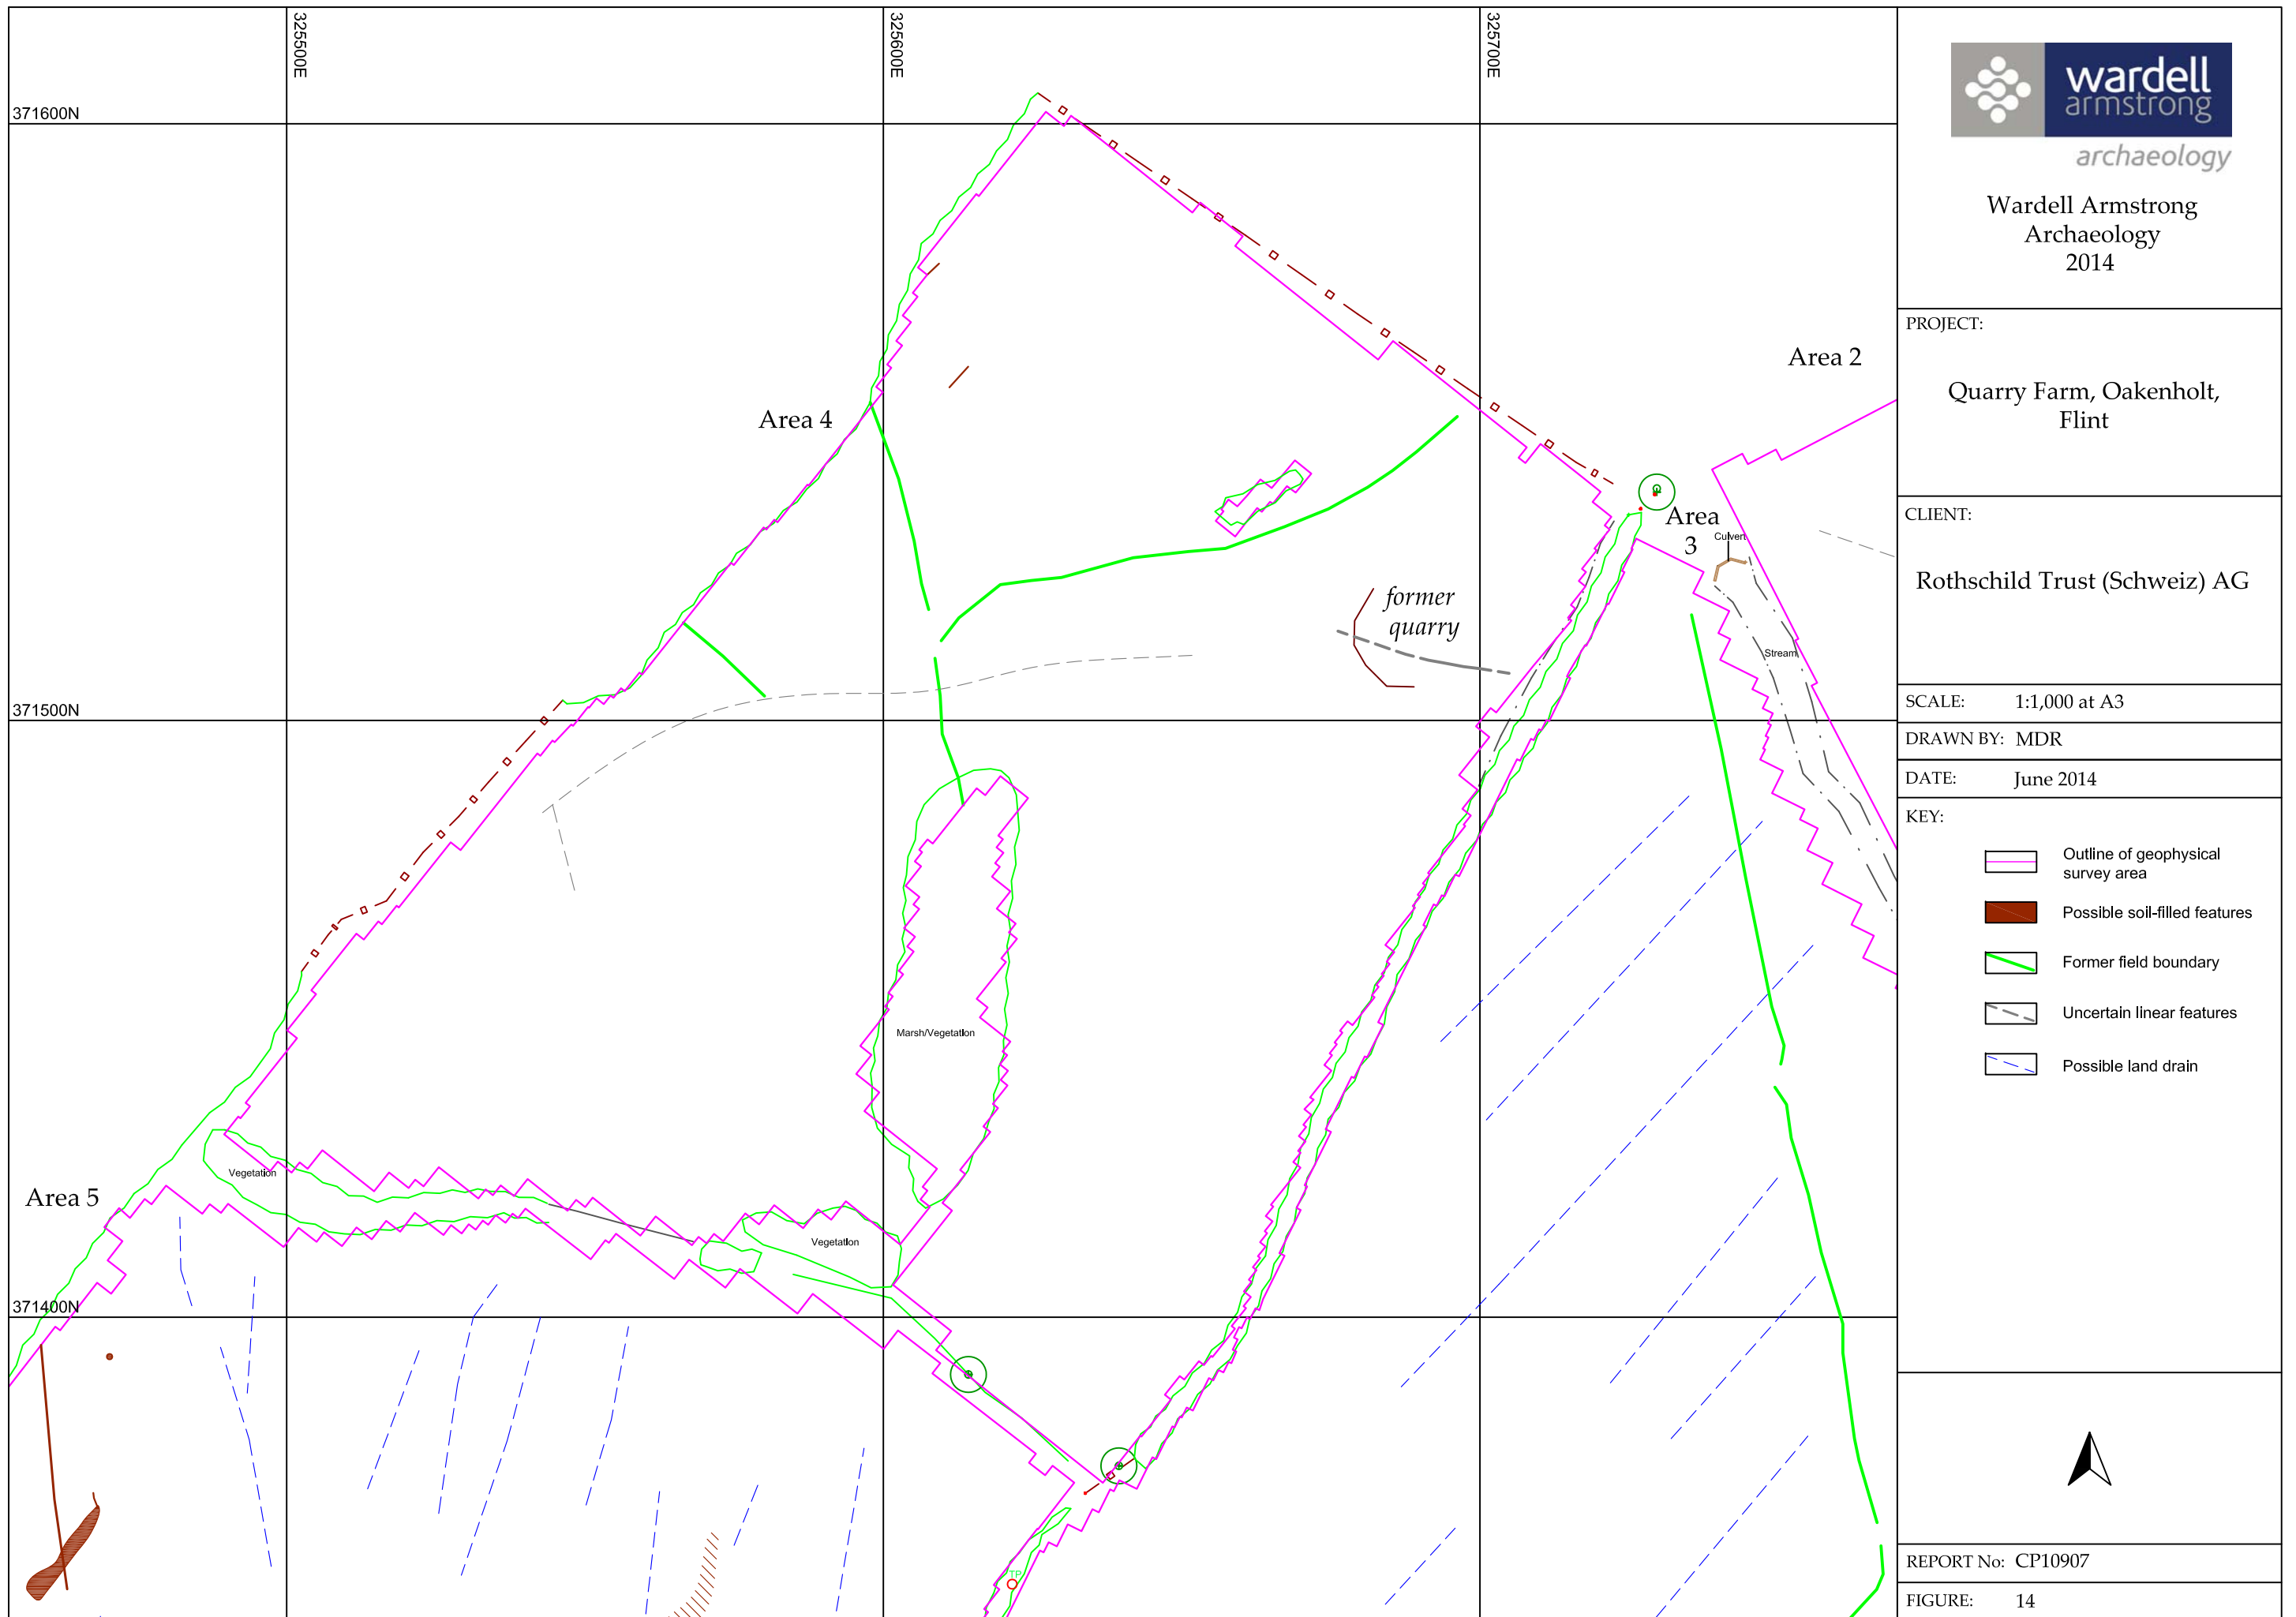 325500E
325600E
325700E
371600N
371500N
371400N
Area 2
Area 4
Area
3
Culvert
former
quarry
Stream
Marsh/Vegetation
Vegetation
Area 5
Vegetation
TP
wardell
armstrong
archaeology
Wardell Armstrong
Archaeology
2014
PROJECT:
Quarry Farm, Oakenholt,
Flint
CLIENT:
Rothschild Trust (Schweiz) AG
SCALE: 1:1,000 at A3
DRAWN BY: MDR
DATE: June 2014
KEY:
Outline of geophysical
survey area
Possible soil-filled features
Former field boundary
Uncertain linear features
Possible land drain
REPORT No: CP10907
FIGURE: 14